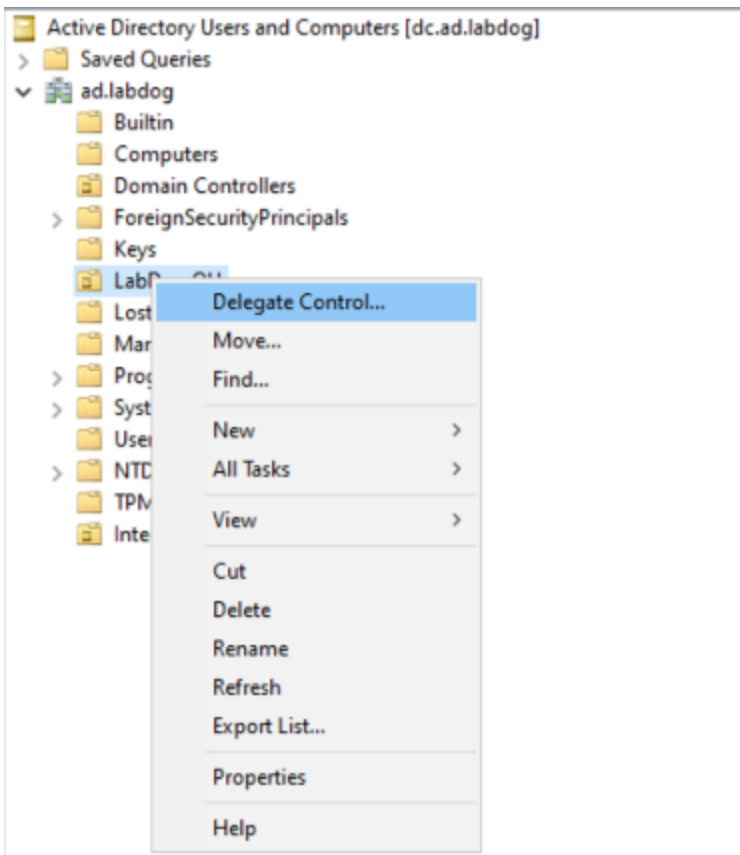 Active Directory Users and Computers [dc.ad.labdog]
Saved Queries
ad.labdog
Builtin
Computers
Domain Controllers
ForeignSecurityPrincipals
Keys
Lost
Delegate Control...
Move...
Find...
New
All Tasks
View
Cut
Delete
Rename
Refresh
Export List...
Properties
Help